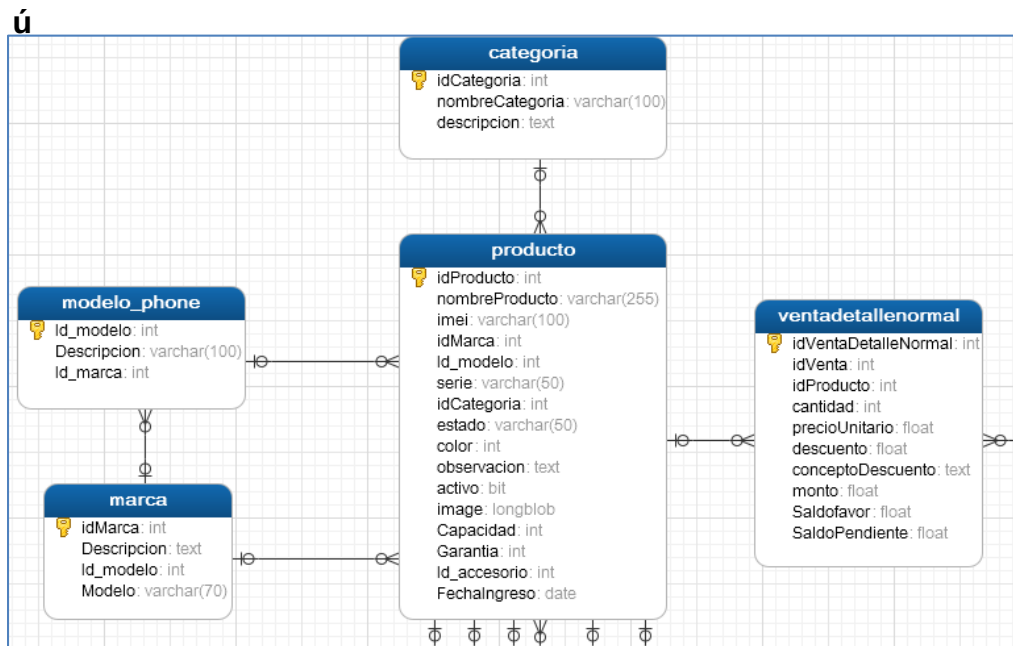 ú
categoria
idCategoria: int
nombreCategoria: varchar(100)
descripcion: text
producto
idProducto: int
nombreProducto: varchar(255)
imei: varchar(100)
idMarca: int
Id_modelo: int
serie: varchar(50)
idCategoria: int
estado: varchar(50)
color: int
observacion: text
activo: bit
image: longblob
Capacidad: int
Garantia: int
Id_accesorio: int
FechaIngreso: date
modelo_phone
Id_modelo: int
Descripcion: varchar(100)
Id_marca: int
marca
idMarca: int
Descripcion: text
Id_modelo: int
Modelo: varchar(70)
ventadetallenormal
idVentaDetalleNormal: int
idVenta: int
idProducto: int
cantidad: int
precioUnitario: float
descuento: float
conceptoDescuento: text
monto: float
Saldofavor: float
SaldoPendiente: float